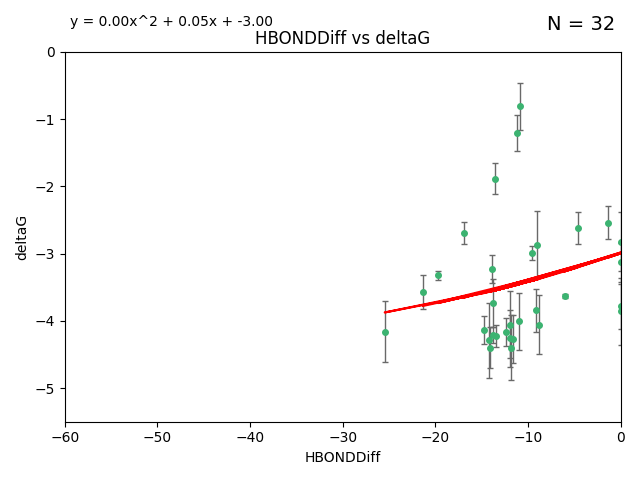 y = 0.00x^2 + 0.05x + -3.00
N = 32
HBONDDiff vs deltaG
0
−1
−2
−3
−4
−5
deltaG
−60 −50 −40 −30 −20 −10 0
HBONDDiff